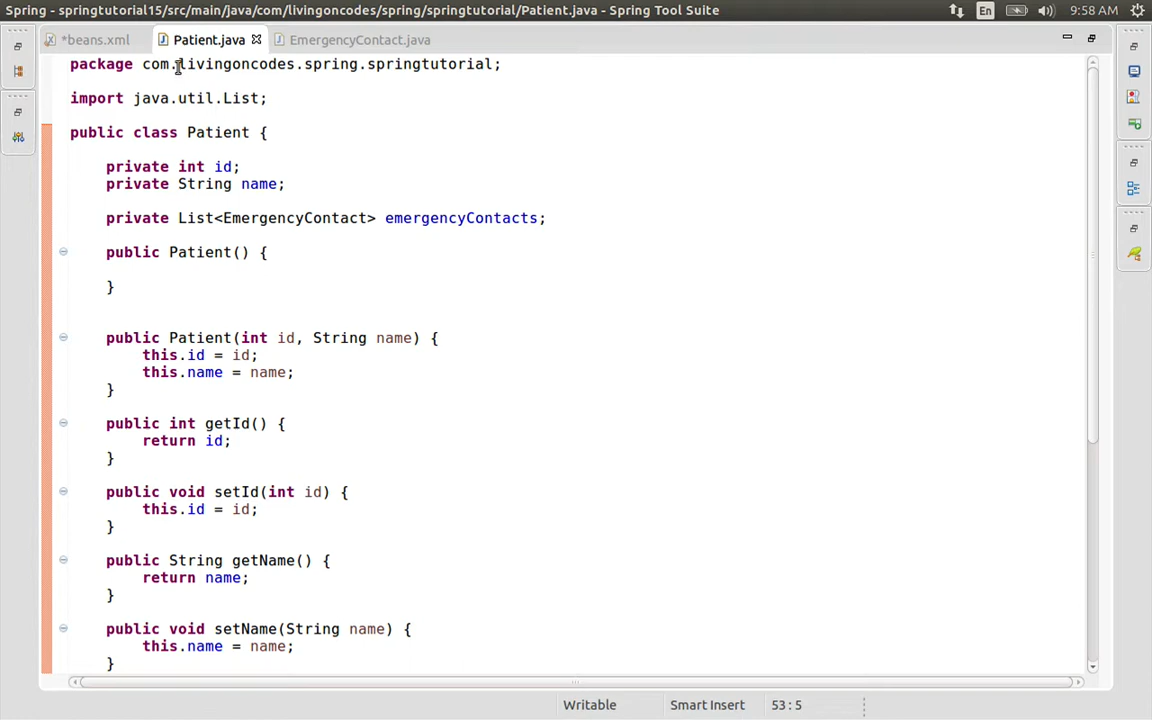 Spring - springtutorial15/src/main/java/com/livingoncodes/spring/springtutorial/Patient.java - Spring Tool Suite
En
9:58 AM
*beans.xml
Patient.java
EmergencyContact.java
package com.livingoncodes.spring.springtutorial;
import java.util.List;
public class Patient {
private int id;
private String name;
private List<EmergencyContact> emergencyContacts;
public Patient() {
}
public Patient(int id, String name) {
this.id = id;
this.name = name;
}
public int getId() {
return id;
}
public void setId(int id) {
this.id = id;
}
public String getName() {
return name;
}
public void setName(String name) {
this.name = name;
}
Writable
Smart Insert
53 : 5